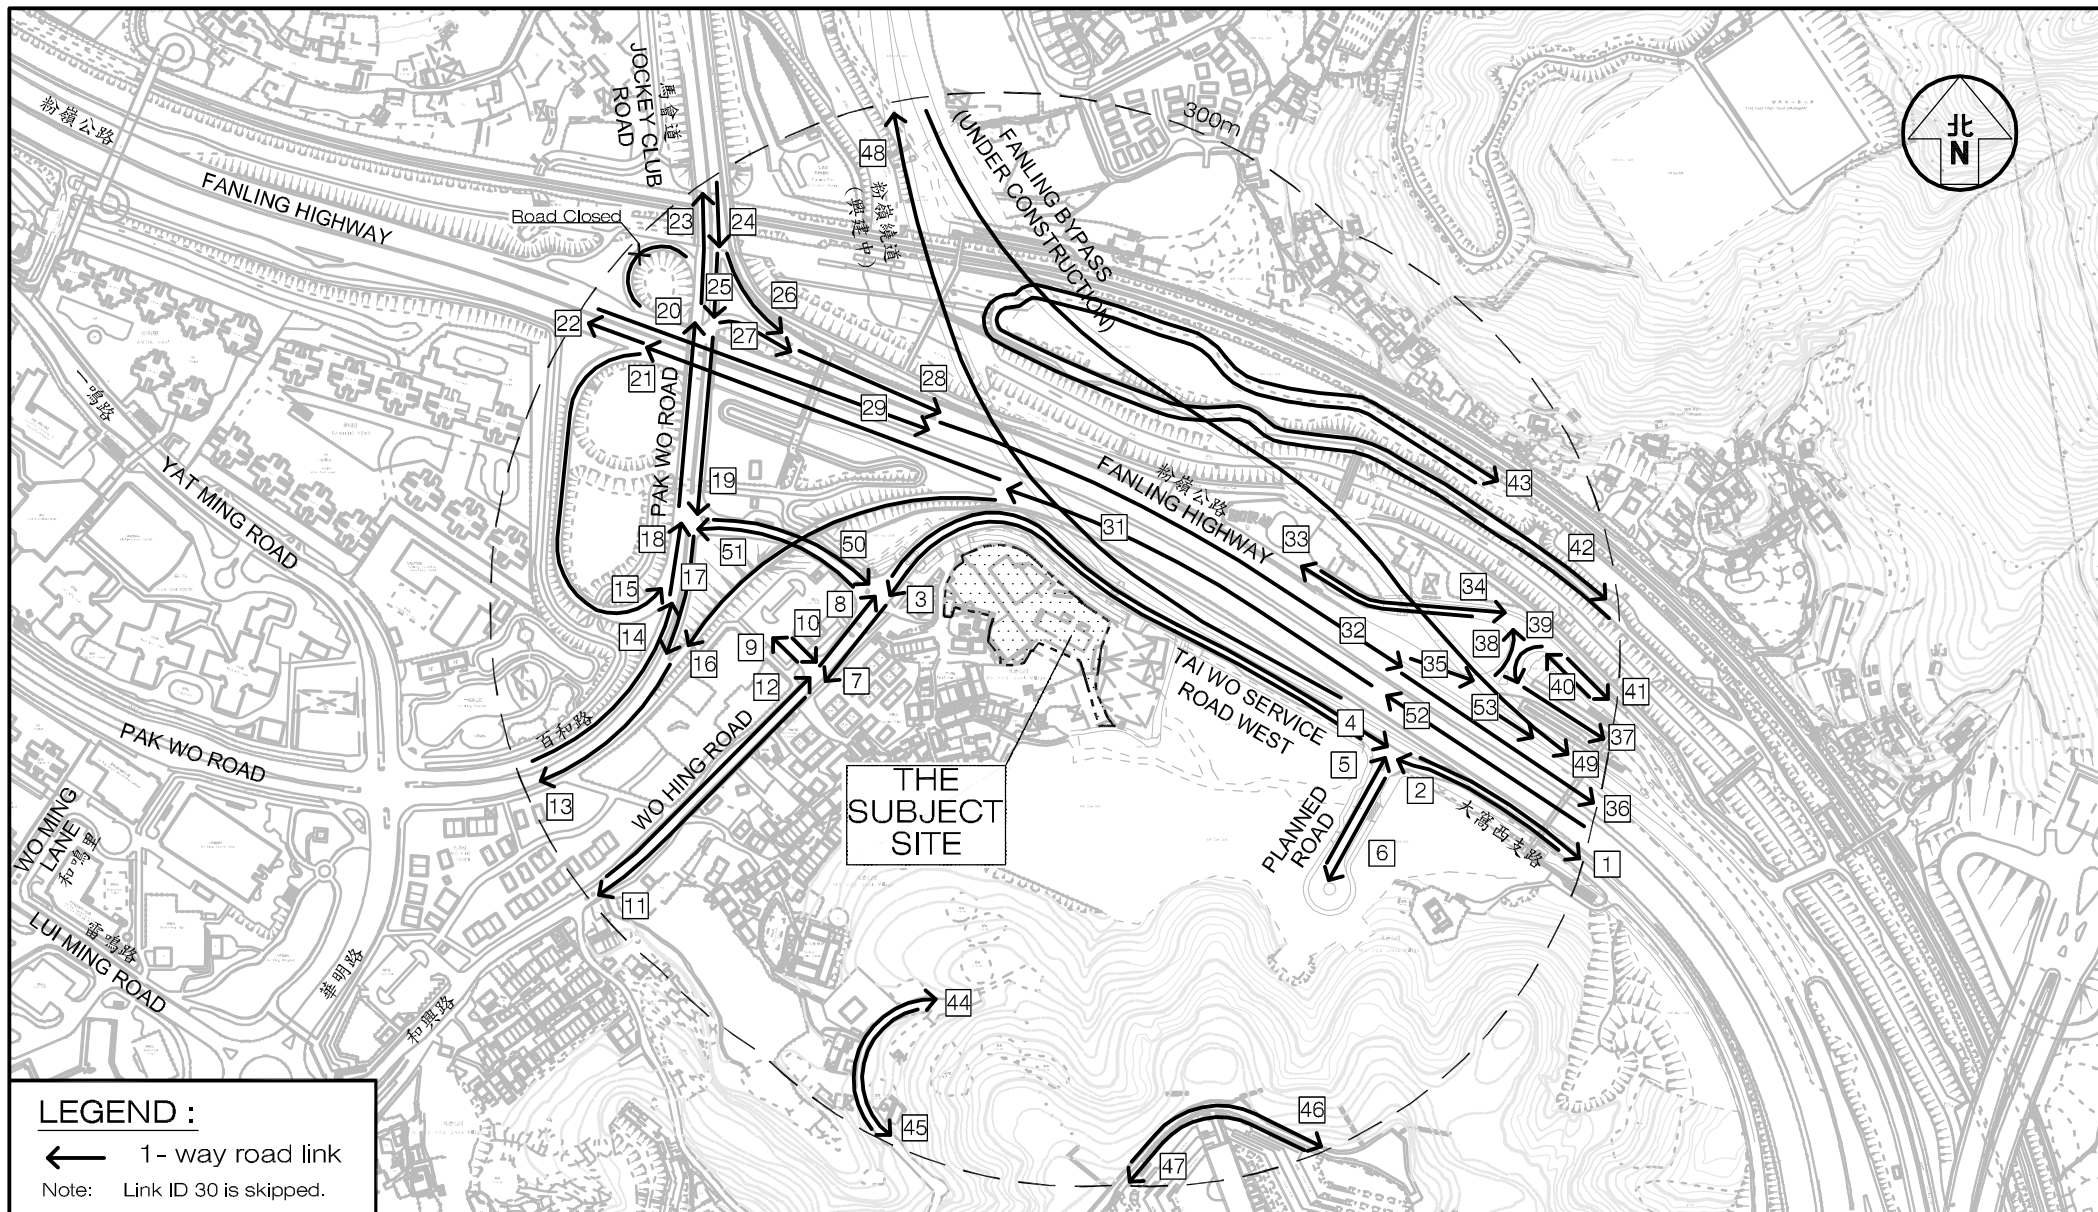 粉嶺公路
FANLING HIGHWAY
JOCKEY CLUB
ROAD
馬會道
Road Closed
23
24
25
26
20
27
22
21
28
29
48
粉嶺繞道
(興建中)
FANLING BYPASS
(UNDER CONSTRUCTION)
300m
北
N
一鳴路
YAT MING ROAD
PAK WO ROAD
19
18
51
50
17
15
14
16
8
3
10
9
12
7
31
粉嶺公路
FANLING HIGHWAY
33
34
43
42
32
35
38
39
40
41
53
52
37
49
36
TAI WO SERVICE
ROAD WEST
4
5
2
1
6
大窩西支路
PLANNED
ROAD
THE
SUBJECT
SITE
WO HING ROAD
百和路
13
11
PAK WO ROAD
WO MING
LANE
和鳴里
雷鳴路
LUI MING ROAD
華明路
和興路
44
45
46
47
LEGEND :
1- way road link
Note: Link ID 30 is skipped.